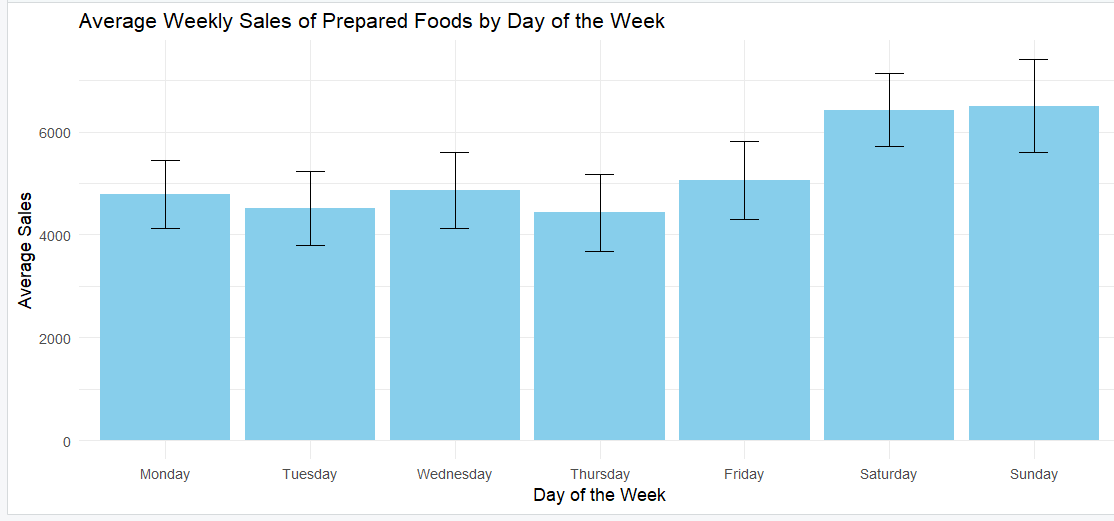 Average Weekly Sales of Prepared Foods by Day of the Week
Average Sales
6000
4000
2000
0
Monday Tuesday Wednesday Thursday Friday Saturday Sunday
Day of the Week